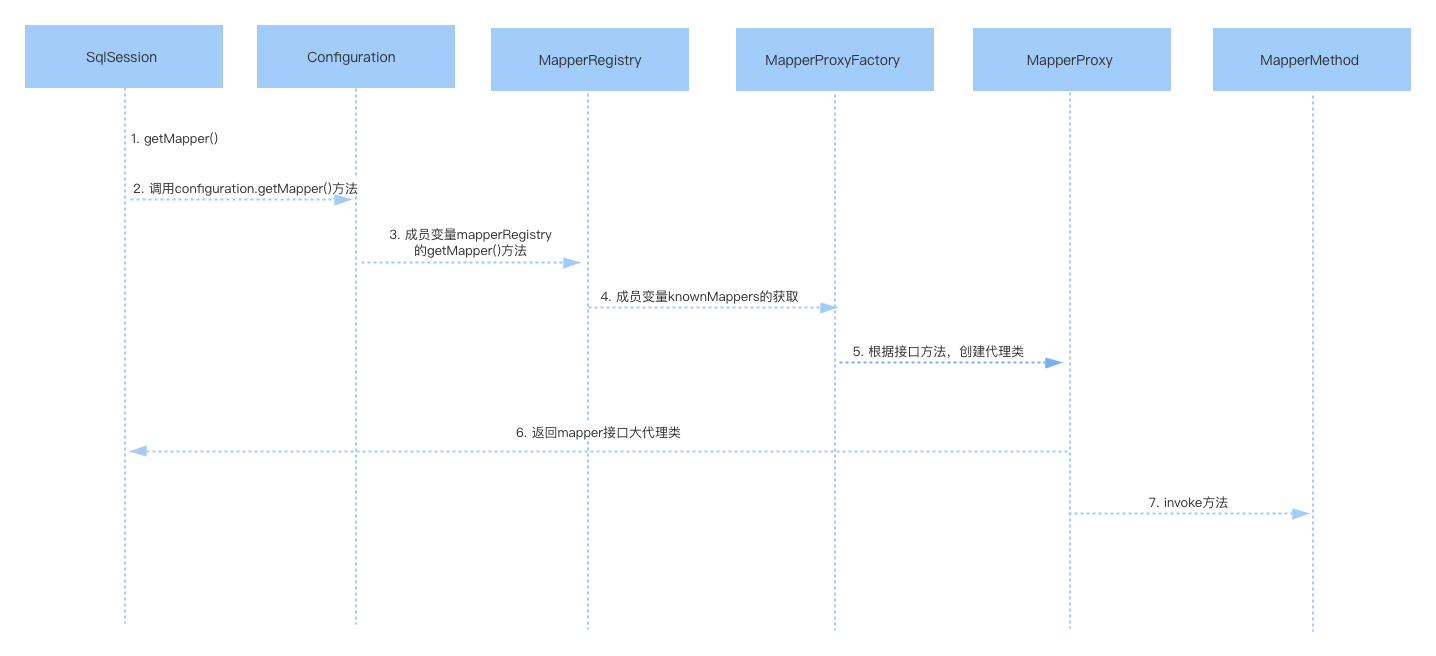 SqlSession
Configuration
MapperRegistry
MapperProxyFactory
MapperProxy
MapperMethod
1. getMapper()
2. 调用configuration.getMapper()方法
3. 成员变量mapperRegistry
的getMapper()方法
4. 成员变量knownMappers的获取
5. 根据接口方法，创建代理类
6. 返回mapper接口大代理类
7. invoke方法